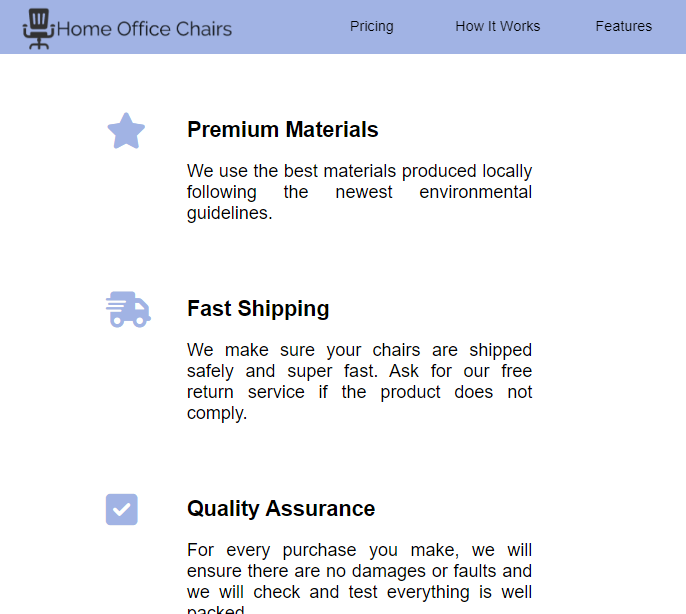 Home Office Chairs
Pricing
How It Works
Features
Premium Materials
We use the best materials produced locally
following the newest environmental
guidelines.
Fast Shipping
We make sure your chairs are shipped
safely and super fast. Ask for our free
return service if the product does not
comply.
Quality Assurance
For every purchase you make, we will
ensure there are no damages or faults and
we will check and test everything is well
packed